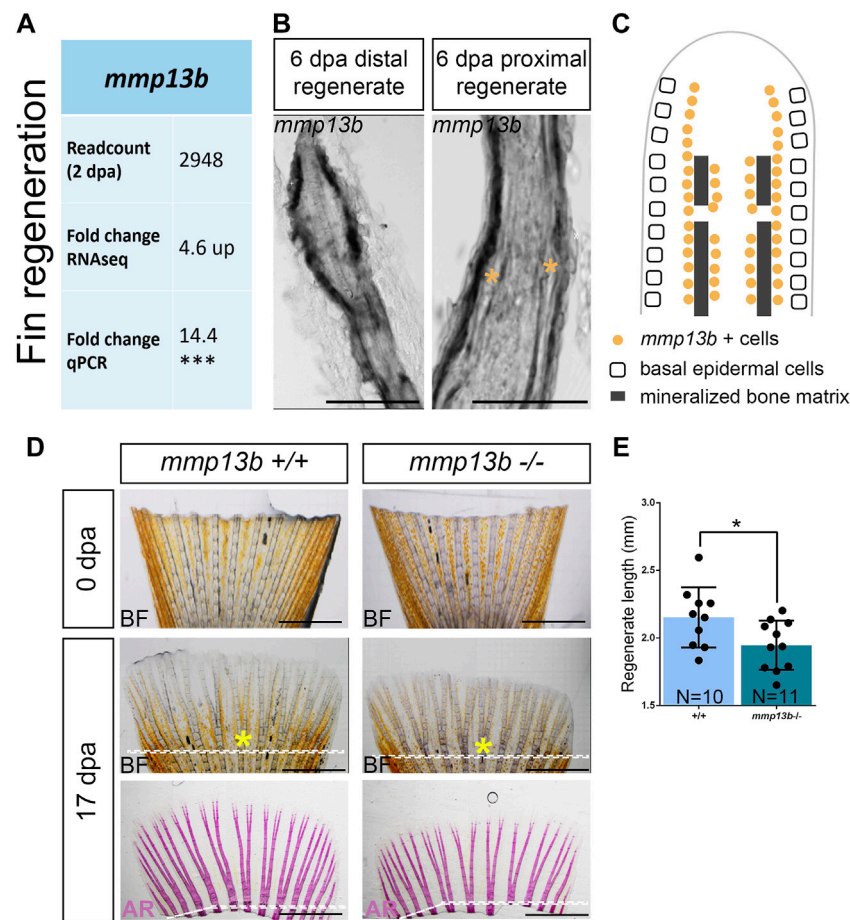 A
Fin regeneration
mmp13b
Readcount
(2 dpa)
2948
Fold change
RNAseq
4.6 up
Fold change
qPCR
14.4
***
B
6 dpa distal
regenerate
6 dpa proximal
regenerate
mmp13b
mmp13b
*
*
C
mmp13b + cells
basal epidermal cells
mineralized bone matrix
D
mmp13b +/+
mmp13b -/-
0 dpa
BF
BF
17 dpa
*
BF
*
BF
AR
AR
E
Regenerate length (mm)
3.0
2.5
2.0
1.5
*
N=10
N=11
+/+
mmp13b-/-